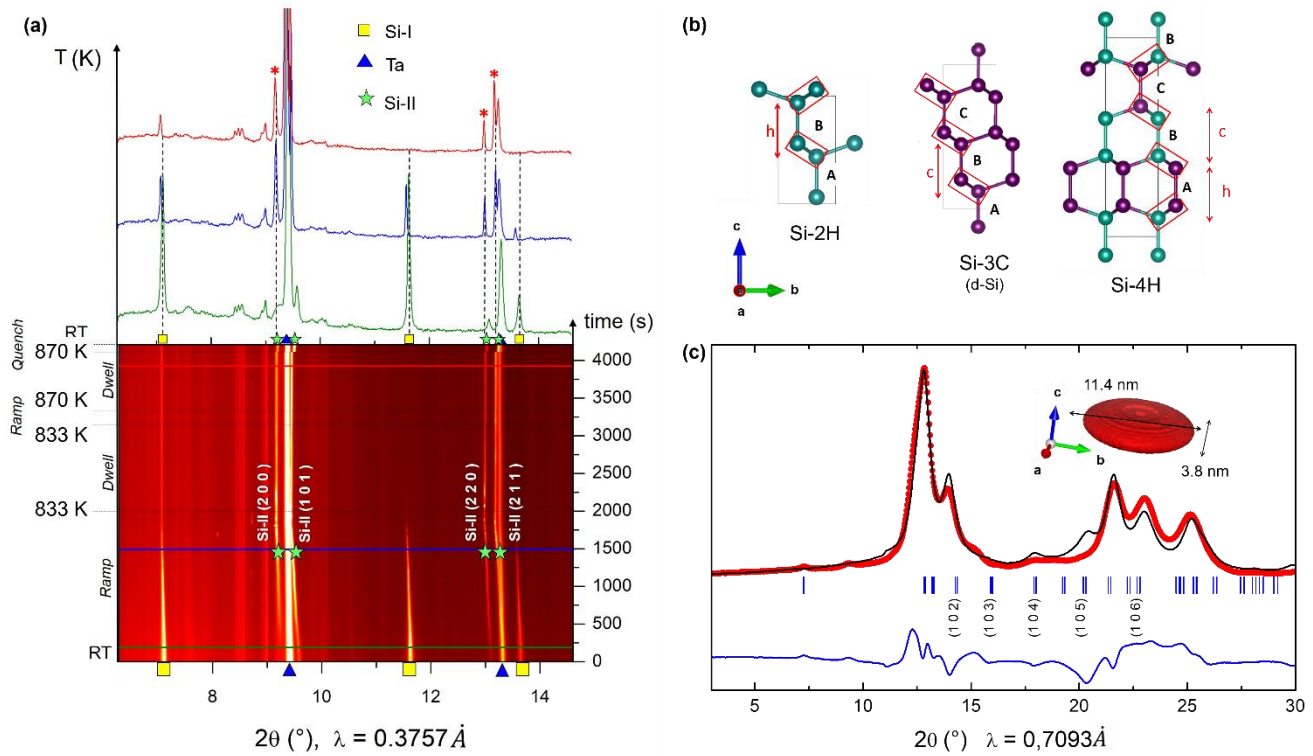 (a)
T (K)
Si-I
Ta
Si-II
*
*
*
RT
time (s)
Quench
Dwell
Ramp
Dwell
Ramp
870 K
870 K
833 K
833 K
RT
4000
3500
3000
2500
2000
1500
1000
500
0
Si-II (2 0 0)
Si-II (1 0 1)
Si-II (2 2 0)
Si-II (2 1 1)
8
10
12
14
2θ (°), λ = 0.3757 Å
(b)
h
B
A
Si-2H
c
a
b
C
B
A
c
Si-3C
(d-Si)
B
C
B
A
c
h
Si-4H
(c)
11.4 nm
3.8 nm
c
a
b
(1 0 2)
(1 0 3)
(1 0 4)
(1 0 5)
(1 0 6)
5
10
15
20
25
30
2θ (°) λ = 0,7093Å